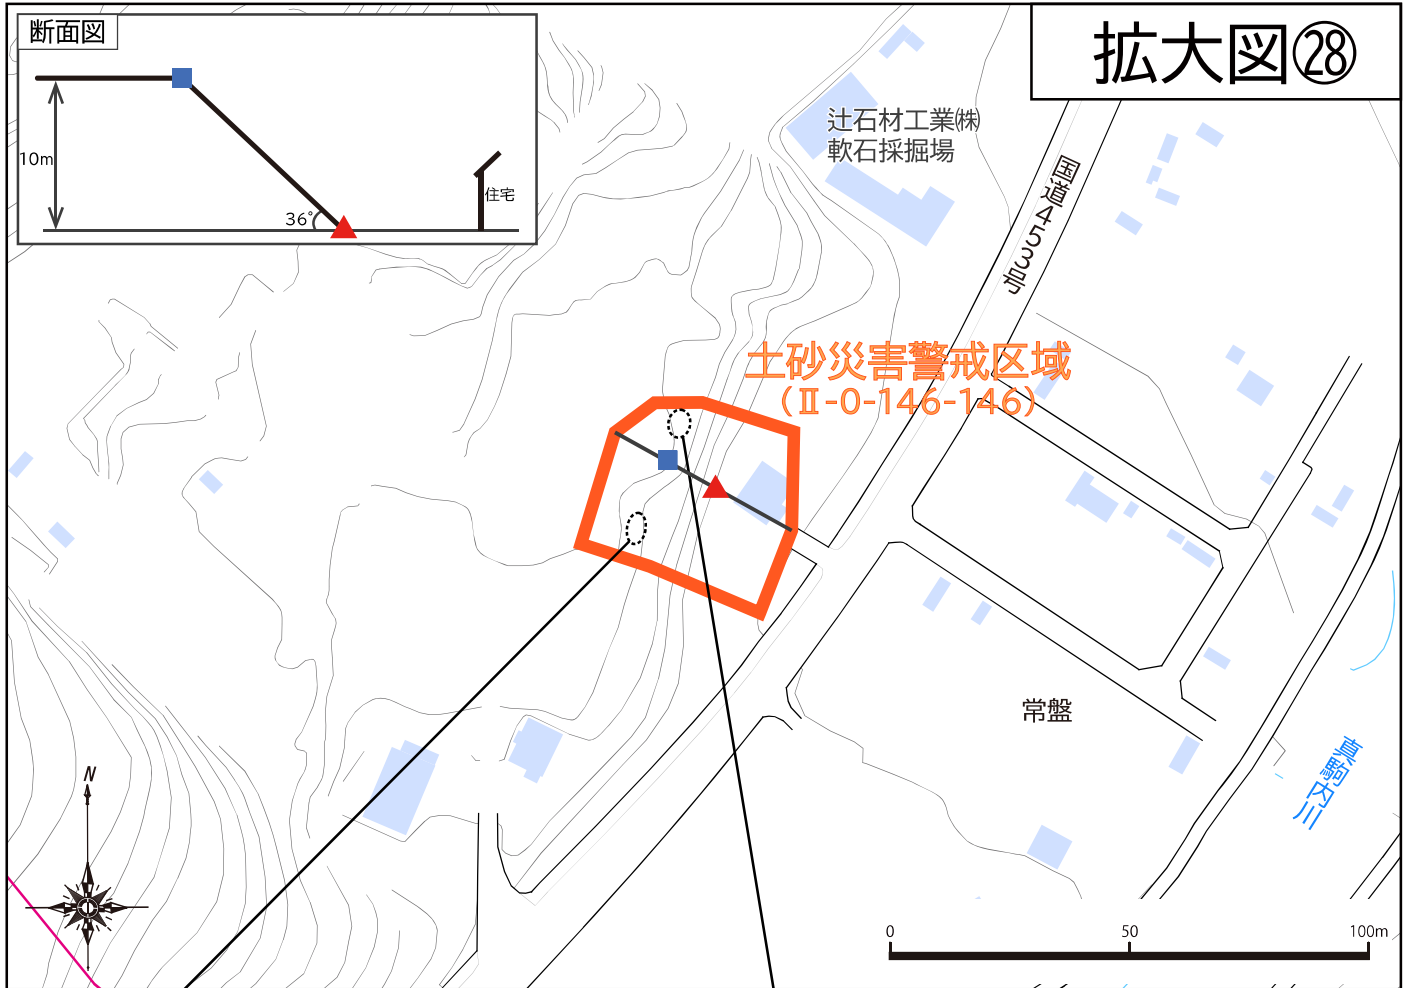 断面図
10m
36°
住宅
拡大図㉘
辻石材工業㈱
軟石採掘場
国道453号
土砂災害警戒区域
（Ⅱ-0-146-146）
常盤
真駒内川
N
0 50 100m